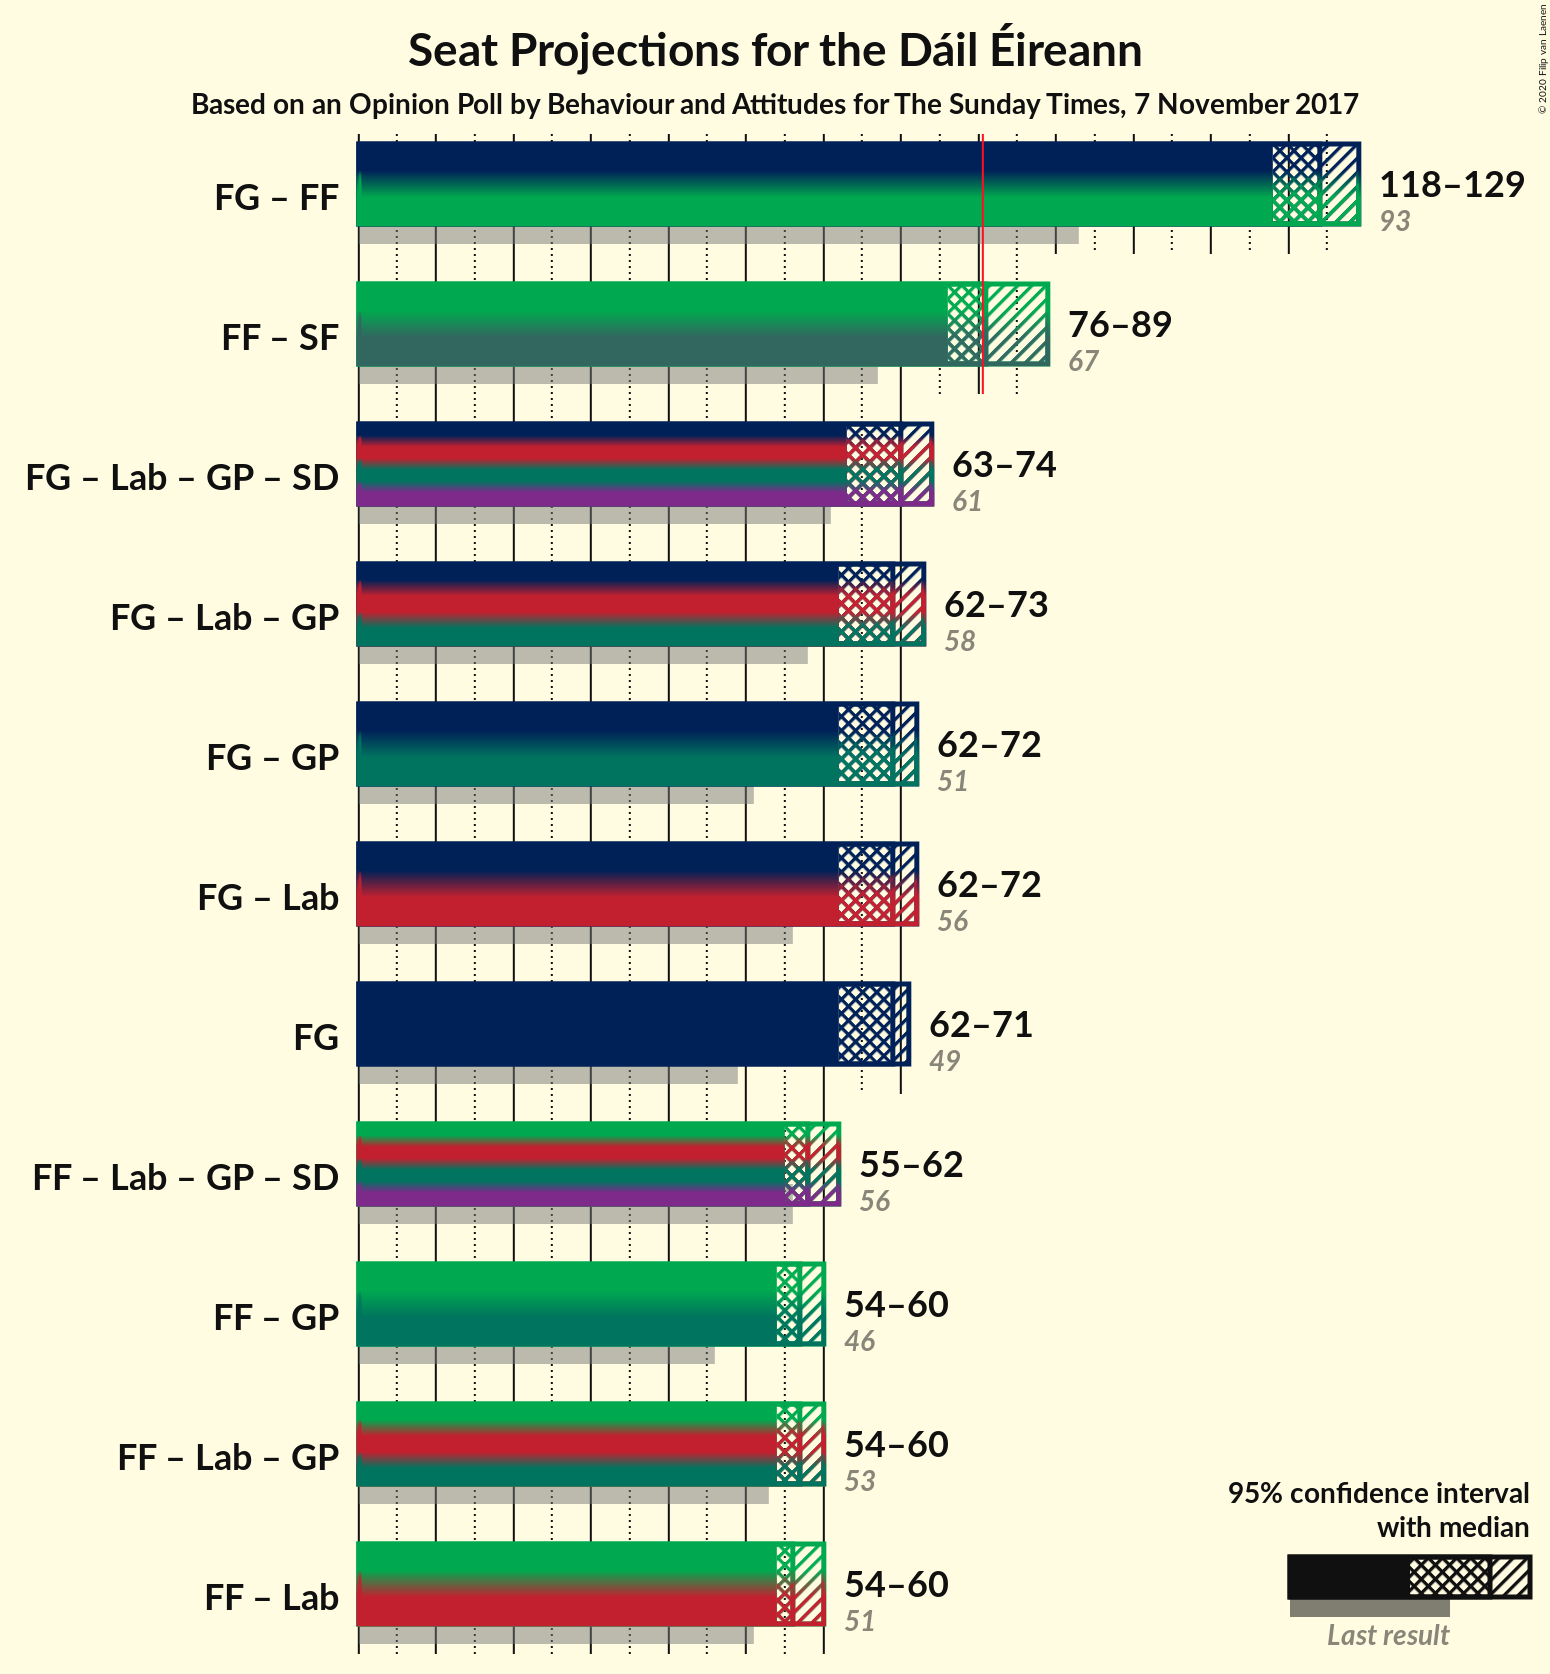 Seat Projections for the Dáil Éireann
Based on an Opinion Poll by Behaviour and Attitudes for The Sunday Times, 7 November 2017
© 2020 Filip van Laenen
FG – FF
118–129
93
FF – SF
76–89
67
FG – Lab – GP – SD
63–74
61
FG – Lab – GP
62–73
58
FG – GP
62–72
51
FG – Lab
62–72
56
FG
62–71
49
FF – Lab – GP – SD
55–62
56
FF – GP
54–60
46
FF – Lab – GP
54–60
53
FF – Lab
54–60
51
95% confidence interval
with median
Last result